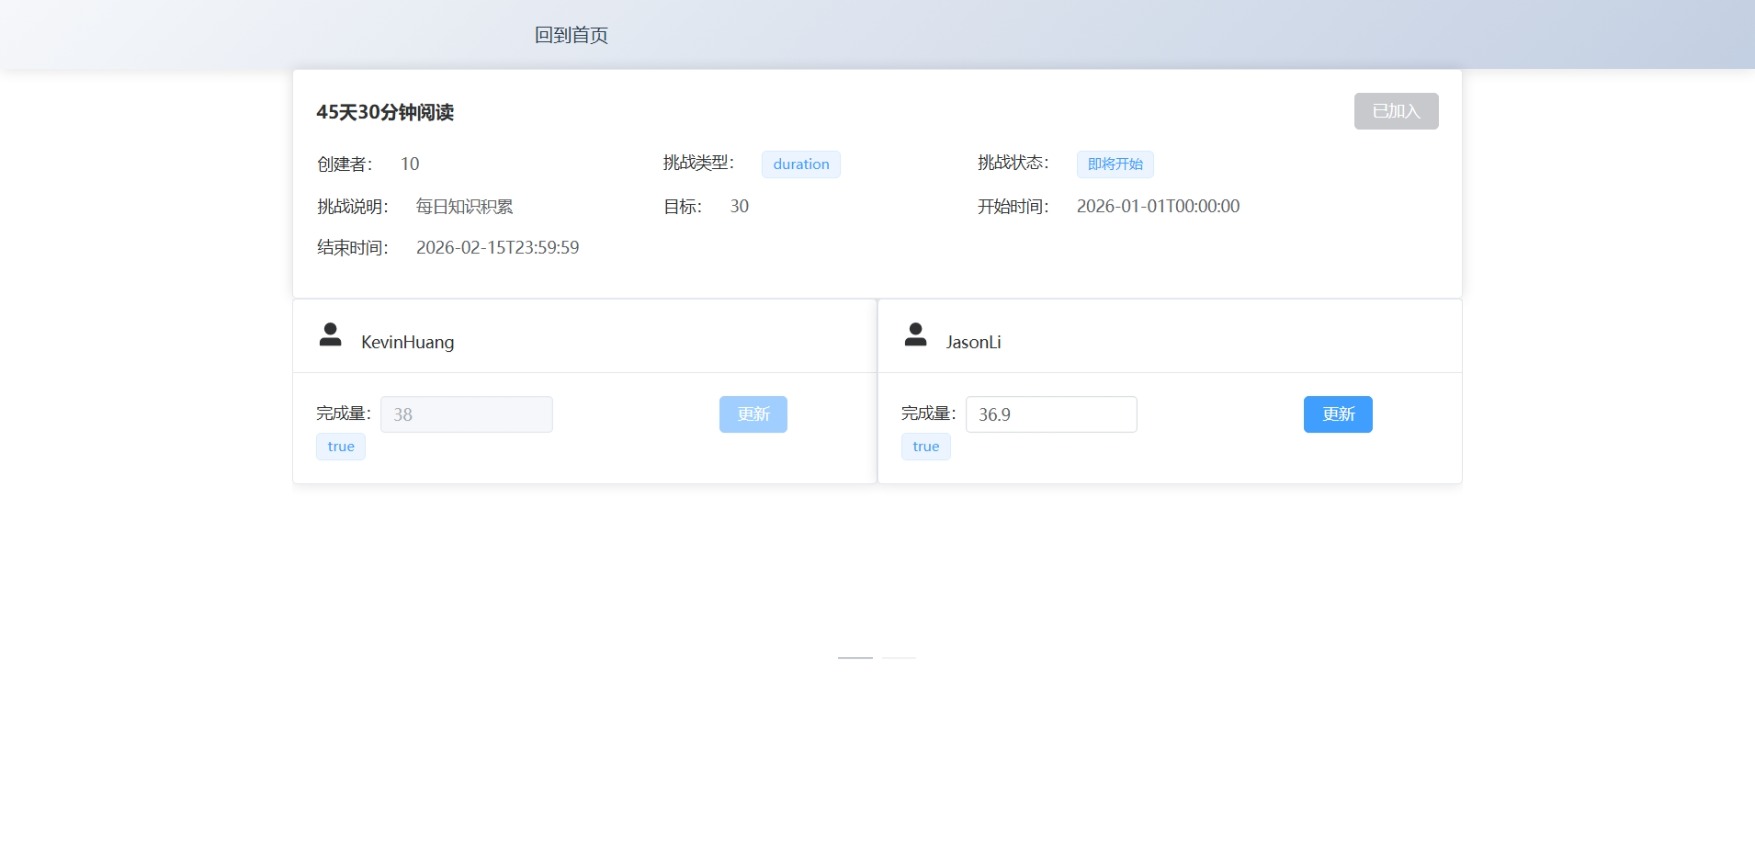 回到首页
45天30分钟阅读 已加入
创建者： 10 挑战类型： duration 挑战状态： 即将开始
挑战说明： 每日知识积累 目标： 30 开始时间： 2026-01-01T00:00:00
结束时间： 2026-02-15T23:59:59
KevinHuang
完成量： 38 更新
true
JasonLi
完成量： 36.9 更新
true